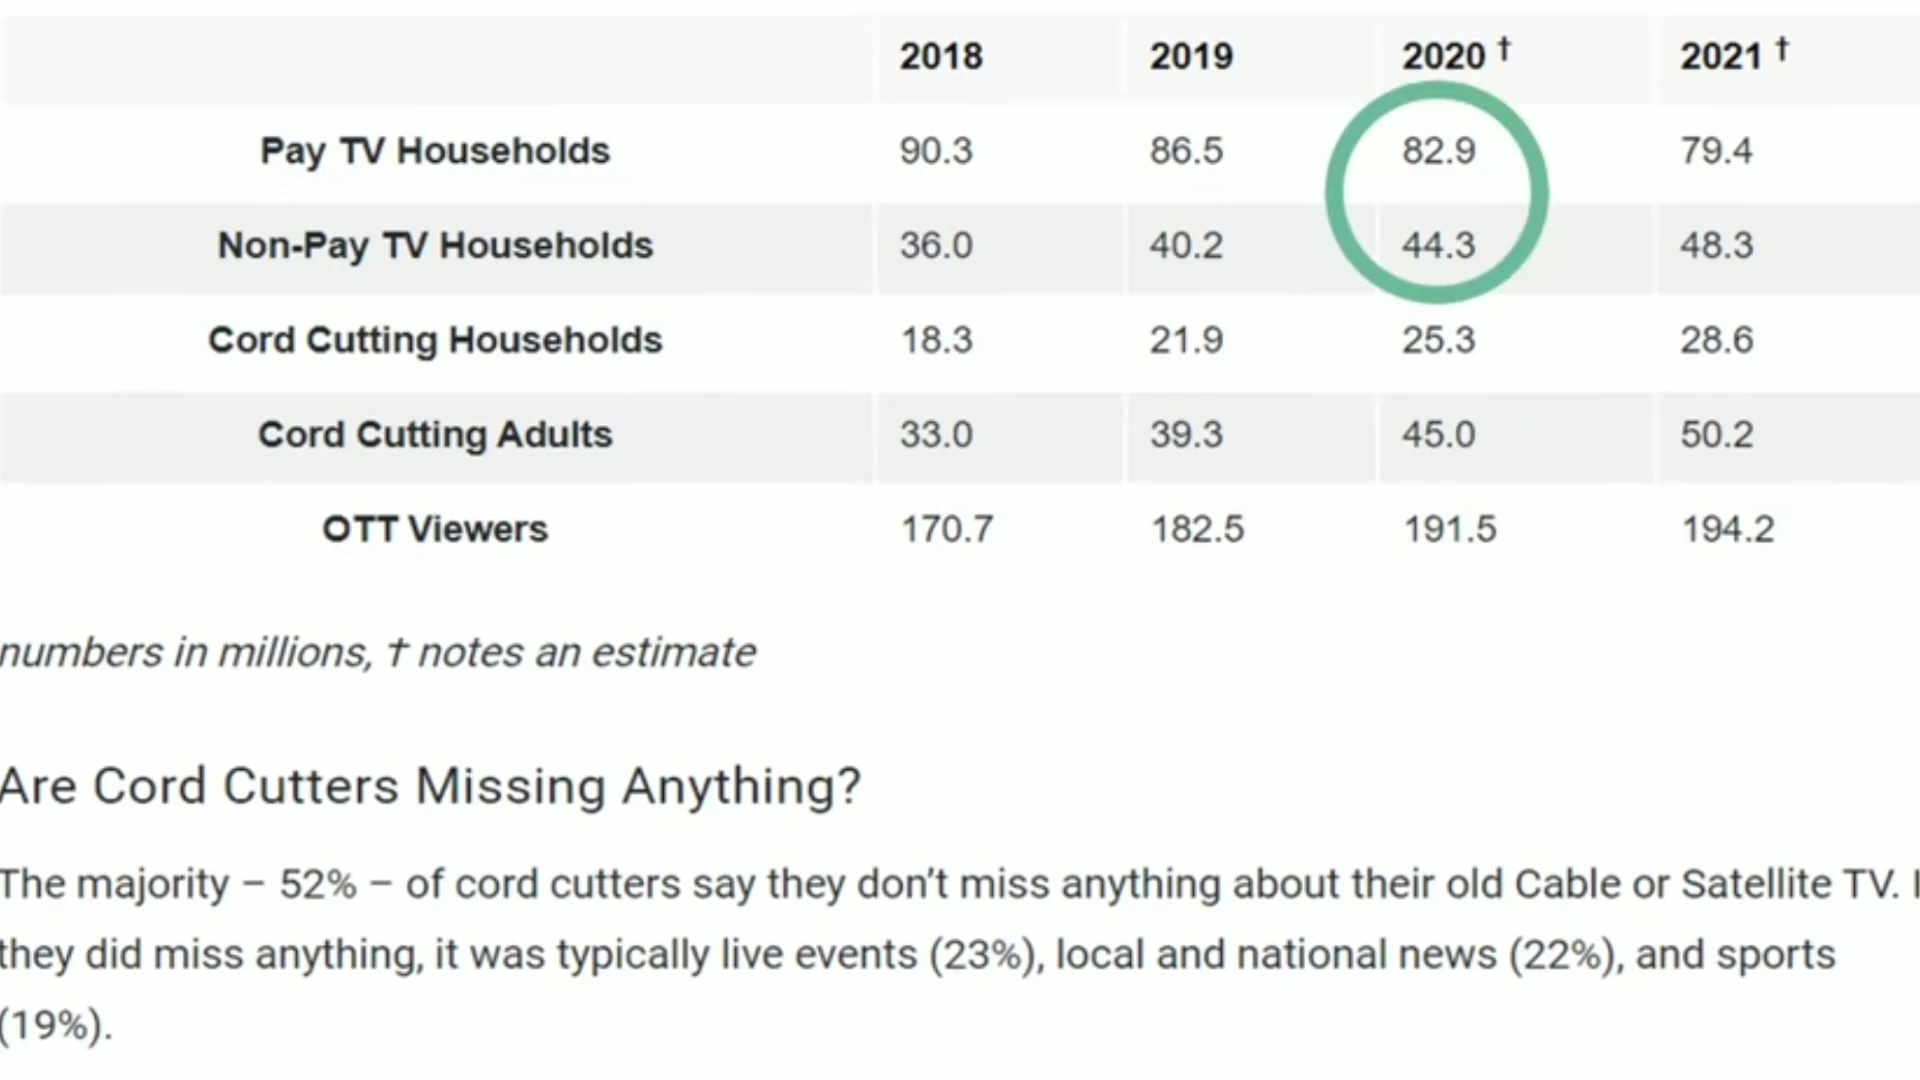 2018 2019 2020 † 2021 †
Pay TV Households 90.3 86.5 82.9 79.4
Non-Pay TV Households 36.0 40.2 44.3 48.3
Cord Cutting Households 18.3 21.9 25.3 28.6
Cord Cutting Adults 33.0 39.3 45.0 50.2
OTT Viewers 170.7 182.5 191.5 194.2
numbers in millions, † notes an estimate
Are Cord Cutters Missing Anything?
The majority – 52% – of cord cutters say they don’t miss anything about their old Cable or Satellite TV.
they did miss anything, it was typically live events (23%), local and national news (22%), and sports
(19%).